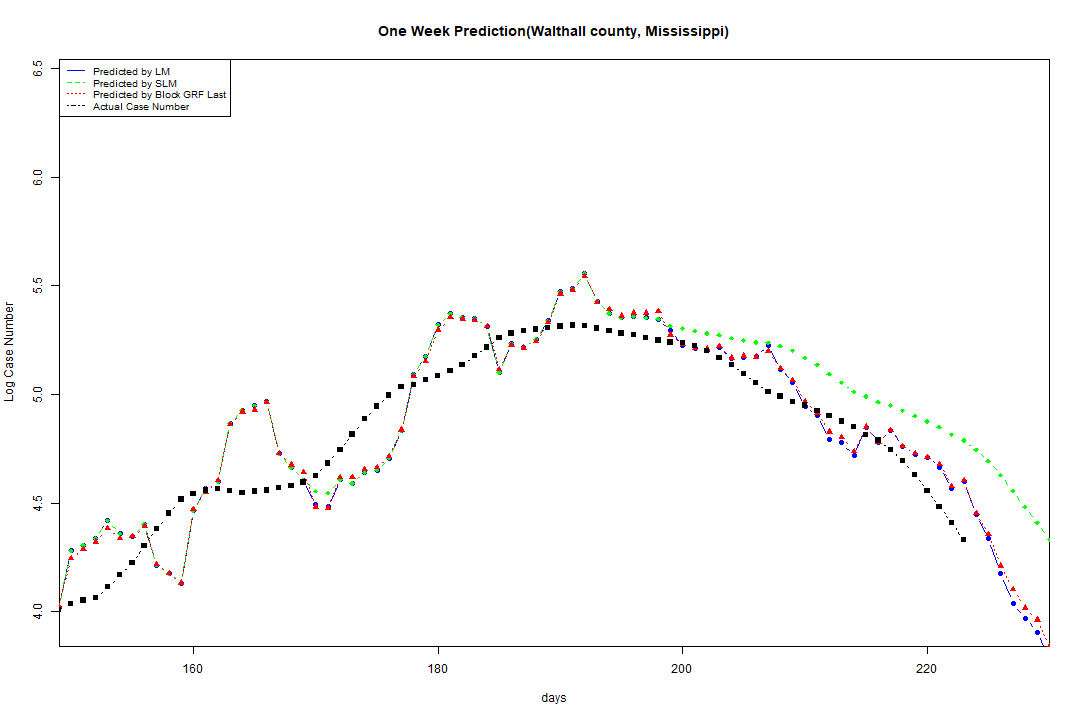 One Week Prediction(Walthall county, Mississippi)
Predicted by LM
Predicted by SLM
Predicted by Block GRF Last
Actual Case Number
6.5
6.0
5.5
5.0
4.5
4.0
Log Case Number
160 180 200 220
days